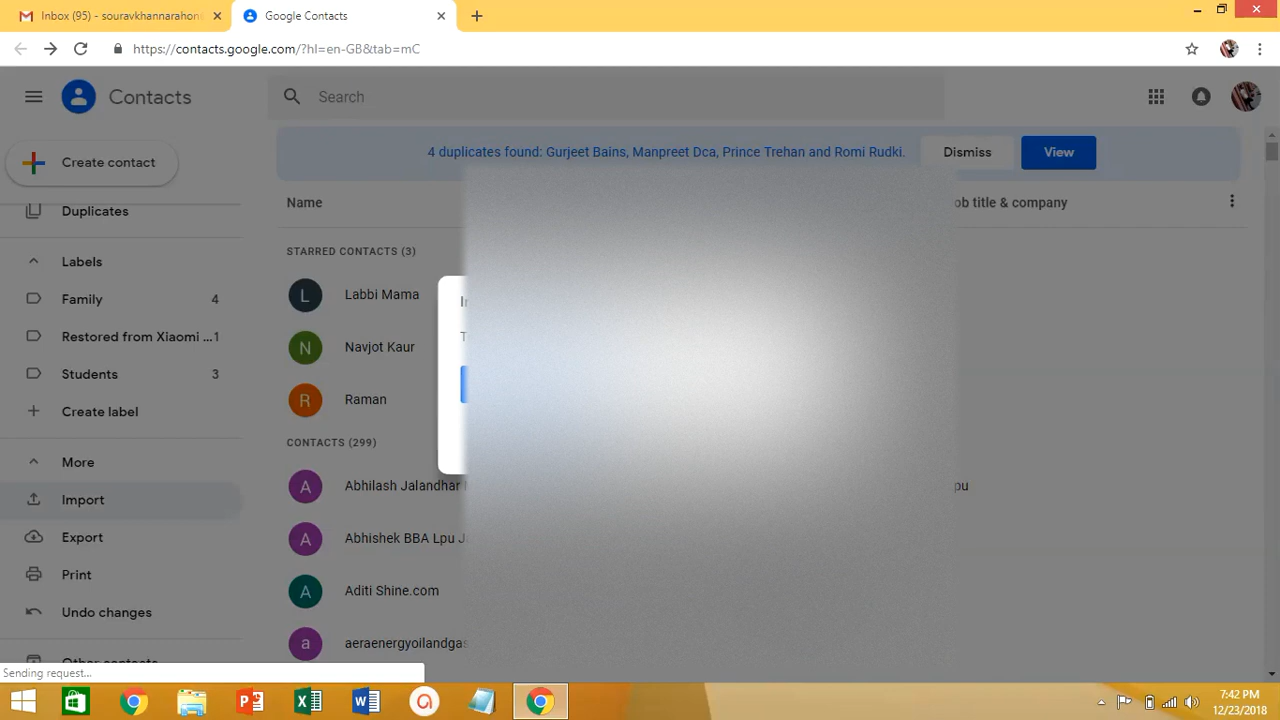 Inbox (95) - souravkhannarahon
Google Contacts
https://contacts.google.com/?hl=en-GB&tab=mC
Contacts
Search
Create contact
4 duplicates found: Gurjeet Bains, Manpreet Dca, Prince Trehan and Romi Rudki.
Dismiss
View
Duplicates
Name
ob title & company
STARRED CONTACTS (3)
Labels
L
Labbi Mama
Family
4
Restored from Xiaomi ...
1
N
Navjot Kaur
Students
3
R
Raman
Create label
CONTACTS (299)
More
A
Abhilash Jalandhar
pu
Import
Export
A
Abhishek BBA Lpu J
Print
A
Aditi Shine.com
Undo changes
a
aeraenergyoilandgas
Other contacts
Sending request...
7:42 PM
12/23/2018